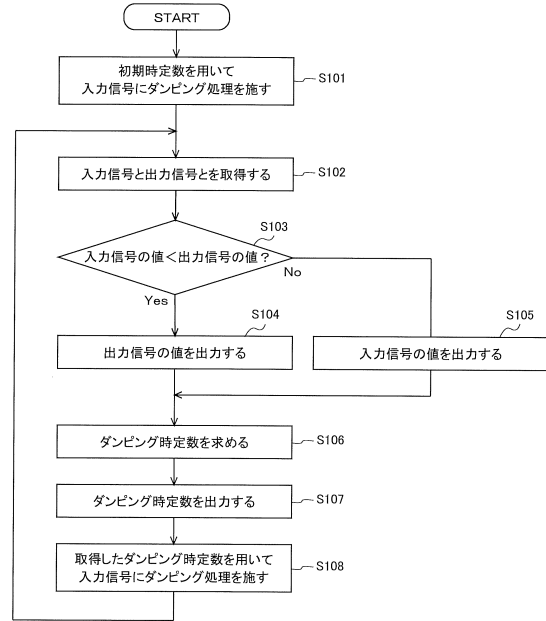 START
初期時定数を用いて
入力信号にダンピング処理を施す
S101
入力信号と出力信号とを取得する
S102
S103
入力信号の値＜出力信号の値？
No
Yes
S104
出力信号の値を出力する
S105
入力信号の値を出力する
ダンピング時定数を求める
S106
ダンピング時定数を出力する
S107
取得したダンピング時定数を用いて
入力信号にダンピング処理を施す
S108